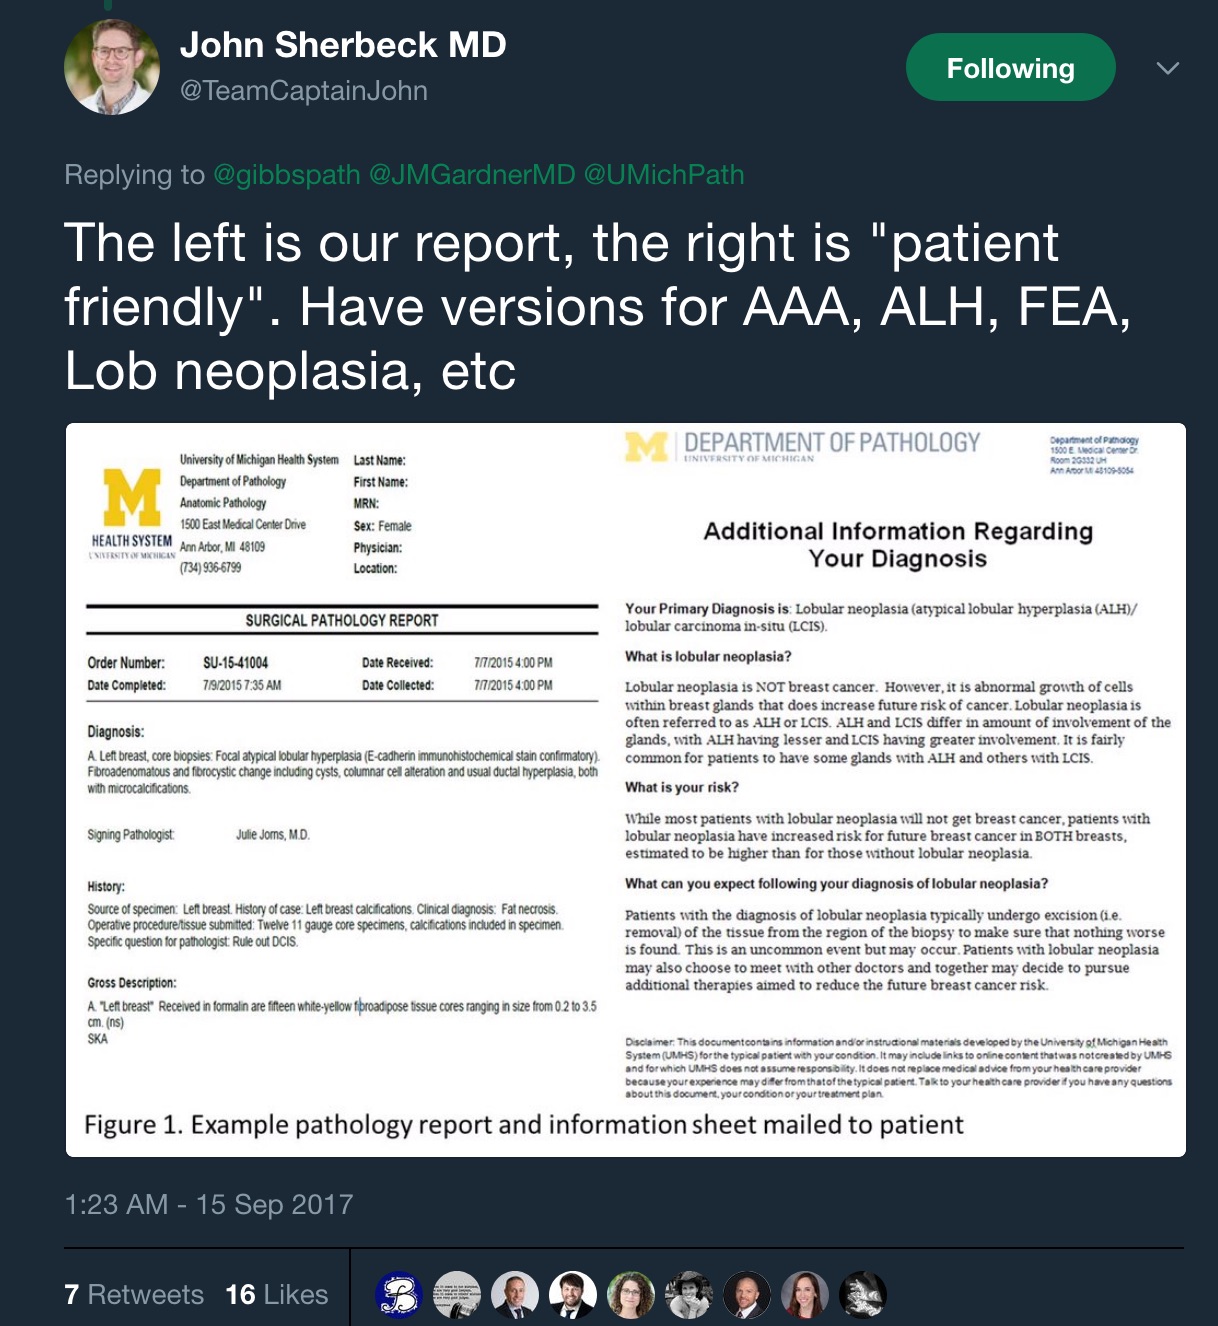 John Sherbeck MD
@TeamCaptainJohn
Following
Replying to @gibbspath @JMGardnerMD @UMichPath
The left is our report, the right is "patient
friendly". Have versions for AAA, ALH, FEA,
Lob neoplasia, etc
M
HEALTH SYSTEM
UNIVERSITY OF MICHIGAN
University of Michigan Health System
Department of Pathology
Anatomic Pathology
1500 East Medical Center Drive
Ann Arbor, MI 48109
(734) 936-6799
Last Name:
First Name:
MRN:
Sex: Female
Physician:
Location:
SURGICAL PATHOLOGY REPORT
Order Number: SU-15-41004 Date Received: 7/7/2015 4:00 PM
Date Completed: 7/9/2015 7:35 AM Date Collected: 7/7/2015 4:00 PM
Diagnosis:
A. Left breast, core biopsies: Focal atypical lobular hyperplasia (E-cadherin immunohistochemical stain confirmatory).
Fibroadenomatous and fibrocystic change including cysts, columnar cell alteration and usual ductal hyperplasia, both
with microcalcifications.
Signing Pathologist: Julie Jorns, M.D.
History:
Source of specimen: Left breast. History of case: Left breast calcifications. Clinical diagnosis: Fat necrosis.
Operative procedure/tissue submitted: Twelve 11 gauge core specimens, calcifications included in specimen.
Specific question for pathologist: Rule out DCIS.
Gross Description:
A. "Left breast" Received in formalin are fifteen white-yellow fibroadipose tissue cores ranging in size from 0.2 to 3.5
cm. (ns)
SKA
M DEPARTMENT OF PATHOLOGY
UNIVERSITY OF MICHIGAN
Department of Pathology
1500 E. Medical Center Dr.
Room 2G332 UH
Ann Arbor MI 48109-5054
Additional Information Regarding
Your Diagnosis
Your Primary Diagnosis is: Lobular neoplasia (atypical lobular hyperplasia (ALH)/
lobular carcinoma in-situ (LCIS).
What is lobular neoplasia?
Lobular neoplasia is NOT breast cancer. However, it is abnormal growth of cells
within breast glands that does increase future risk of cancer. Lobular neoplasia is
often referred to as ALH or LCIS. ALH and LCIS differ in amount of involvement of the
glands, with ALH having lesser and LCIS having greater involvement. It is fairly
common for patients to have some glands with ALH and others with LCIS.
What is your risk?
While most patients with lobular neoplasia will not get breast cancer, patients with
lobular neoplasia have increased risk for future breast cancer in BOTH breasts,
estimated to be higher than for those without lobular neoplasia.
What can you expect following your diagnosis of lobular neoplasia?
Patients with the diagnosis of lobular neoplasia typically undergo excision (i.e.
removal) of the tissue from the region of the biopsy to make sure that nothing worse
is found. This is an uncommon event but may occur. Patients with lobular neoplasia
may also choose to meet with other doctors and together may decide to pursue
additional therapies aimed to reduce the future breast cancer risk.
Disclaimer: This document contains information and/or instructional materials developed by the University of Michigan Health
System (UMHS) for the typical patient with your condition. It may include links to online content that was not created by UMHS
and for which UMHS does not assume responsibility. It does not replace medical advice from your health care provider
because your experience may differ from that of the typical patient. Talk to your health care provider if you have any questions
about this document, your condition or your treatment plan.
Figure 1. Example pathology report and information sheet mailed to patient
1:23 AM - 15 Sep 2017
7 Retweets 16 Likes